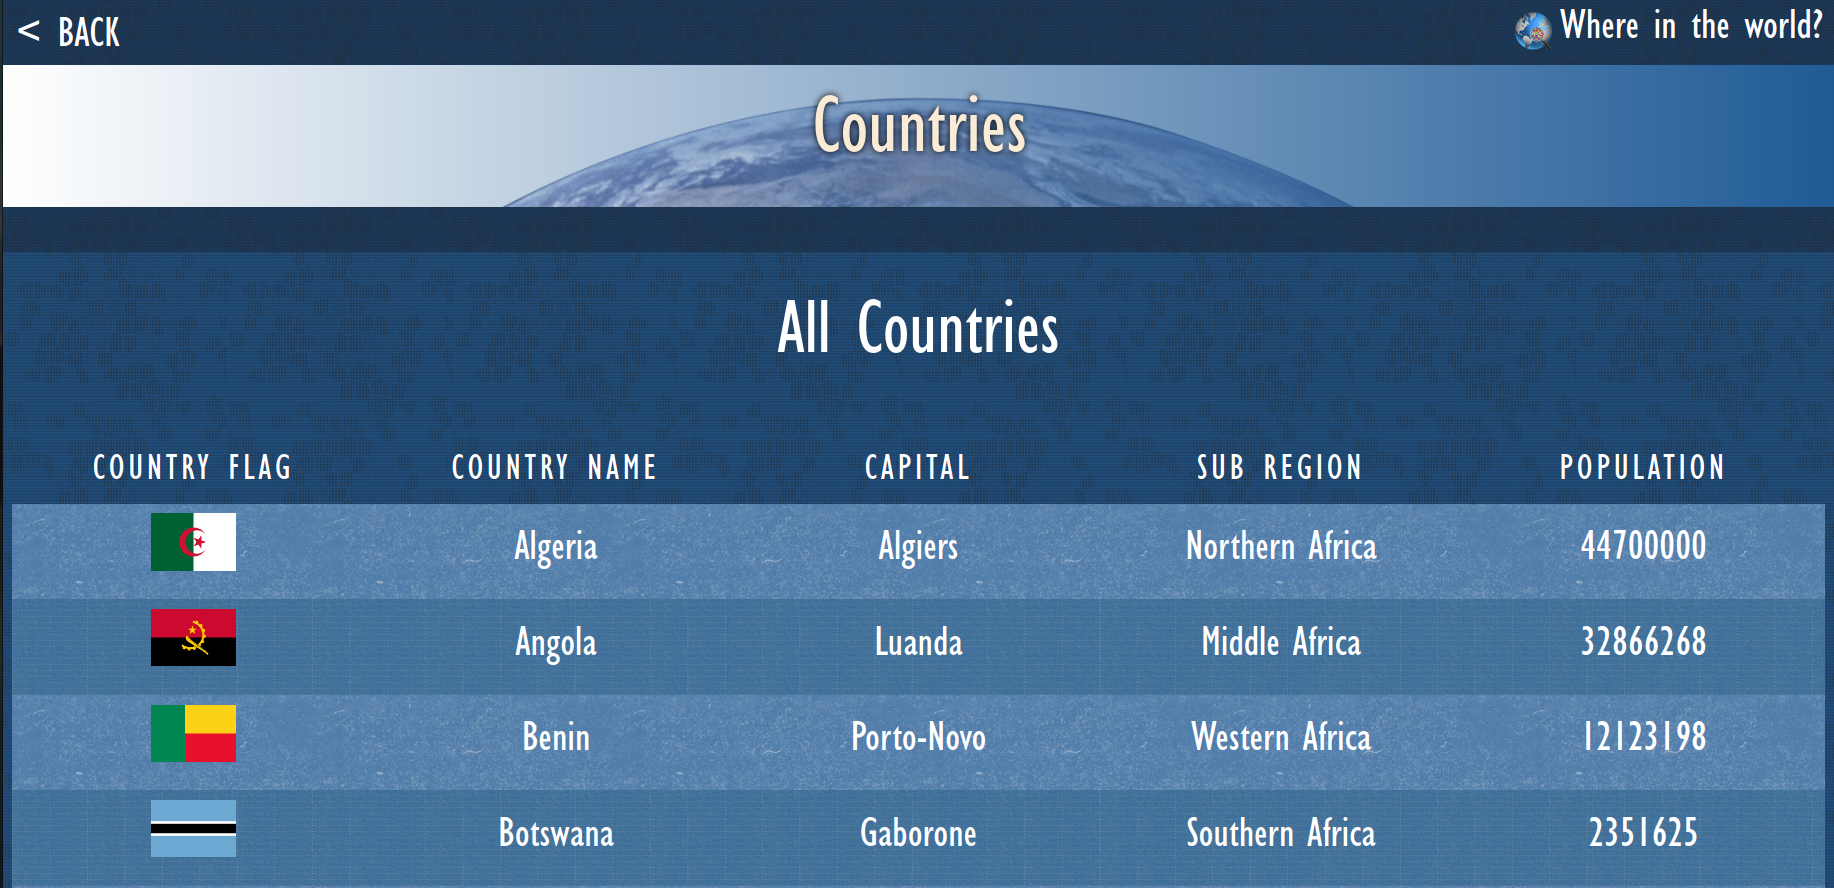 < BACK
Where in the world?
Countries
All Countries
COUNTRY FLAG COUNTRY NAME CAPITAL SUB REGION POPULATION
Algeria Algiers Northern Africa 44700000
Angola Luanda Middle Africa 32866268
Benin Porto-Novo Western Africa 12123198
Botswana Gaborone Southern Africa 2351625